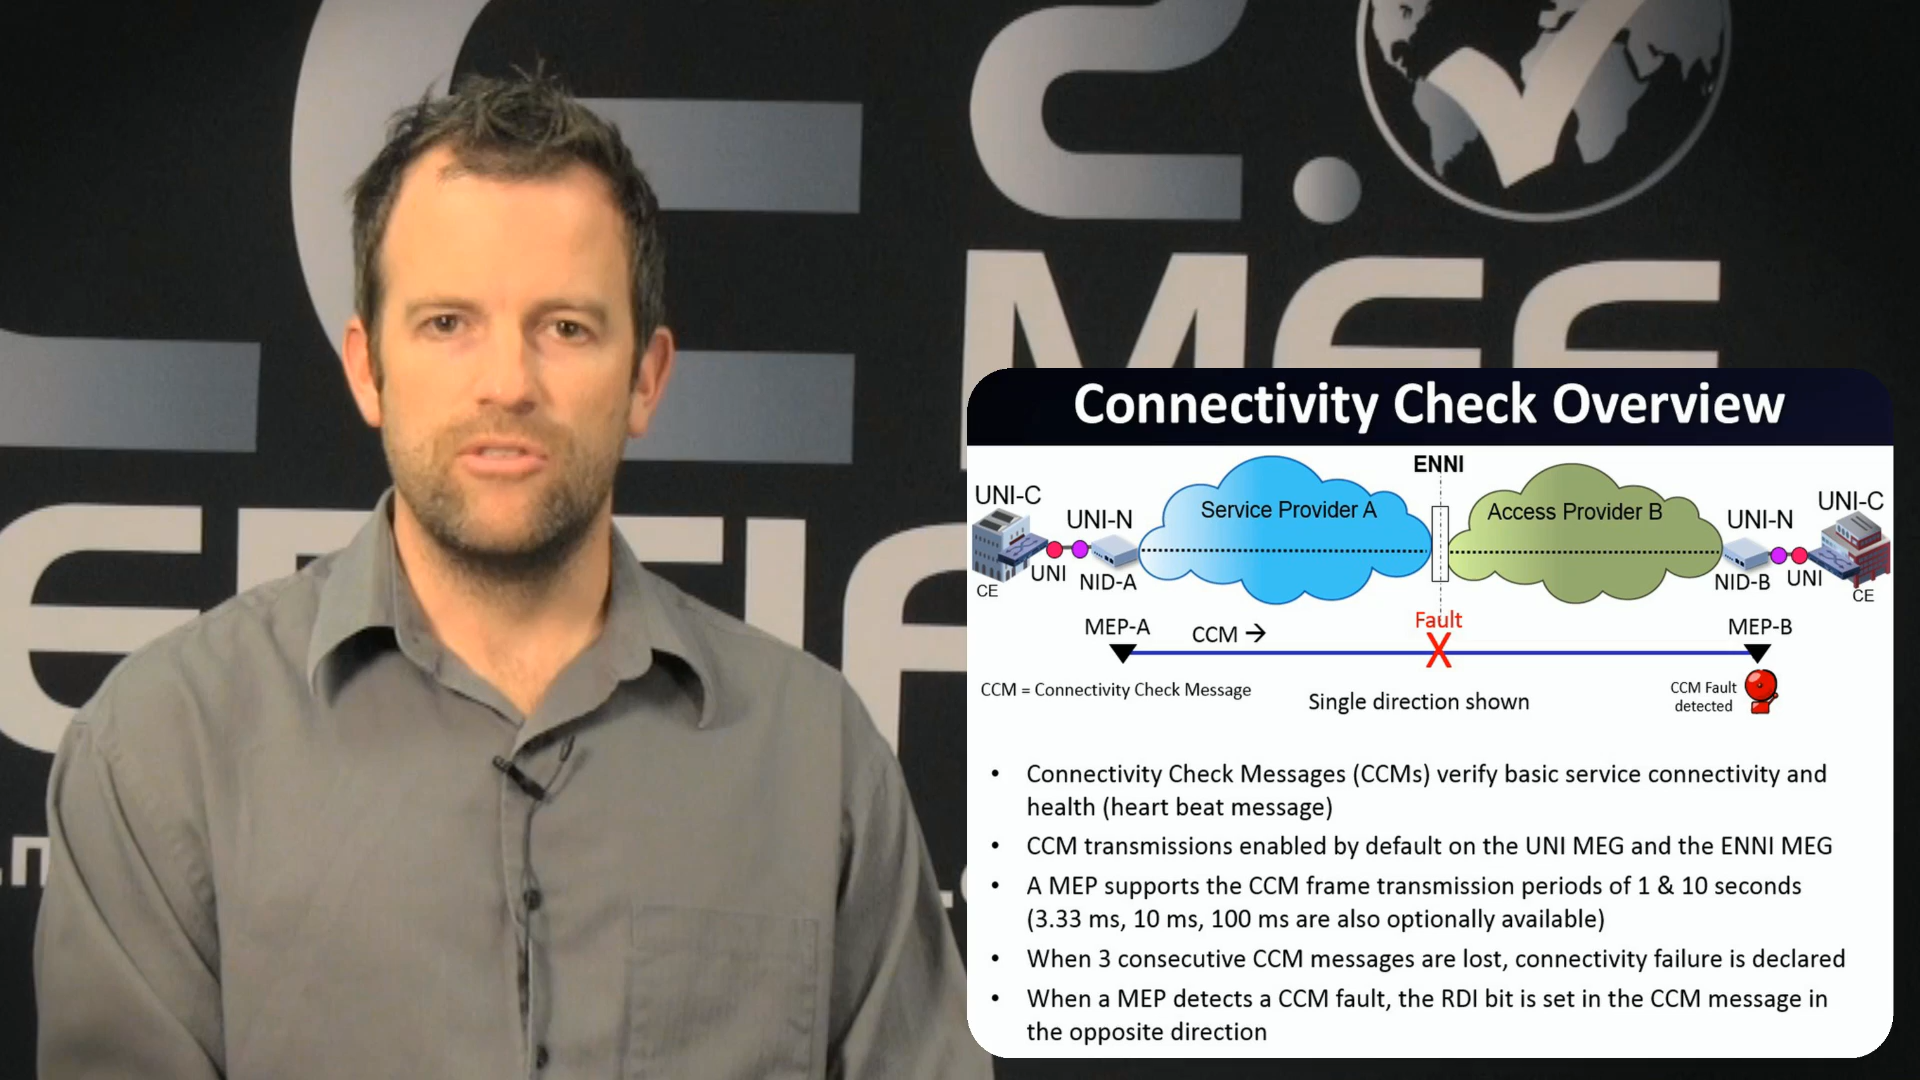 2.0
MEF
Connectivity Check Overview
ENNI
UNI-C
UNI-N
Service Provider A
Access Provider B
UNI-N
UNI-C
UNI
NID-A
NID-B
UNI
CE
CE
MEP-A
CCM →
Fault
X
MEP-B
CCM = Connectivity Check Message
Single direction shown
CCM Fault
detected
• Connectivity Check Messages (CCMs) verify basic service connectivity and
health (heart beat message)
• CCM transmissions enabled by default on the UNI MEG and the ENNI MEG
• A MEP supports the CCM frame transmission periods of 1 & 10 seconds
(3.33 ms, 10 ms, 100 ms are also optionally available)
• When 3 consecutive CCM messages are lost, connectivity failure is declared
• When a MEP detects a CCM fault, the RDI bit is set in the CCM message in
the opposite direction